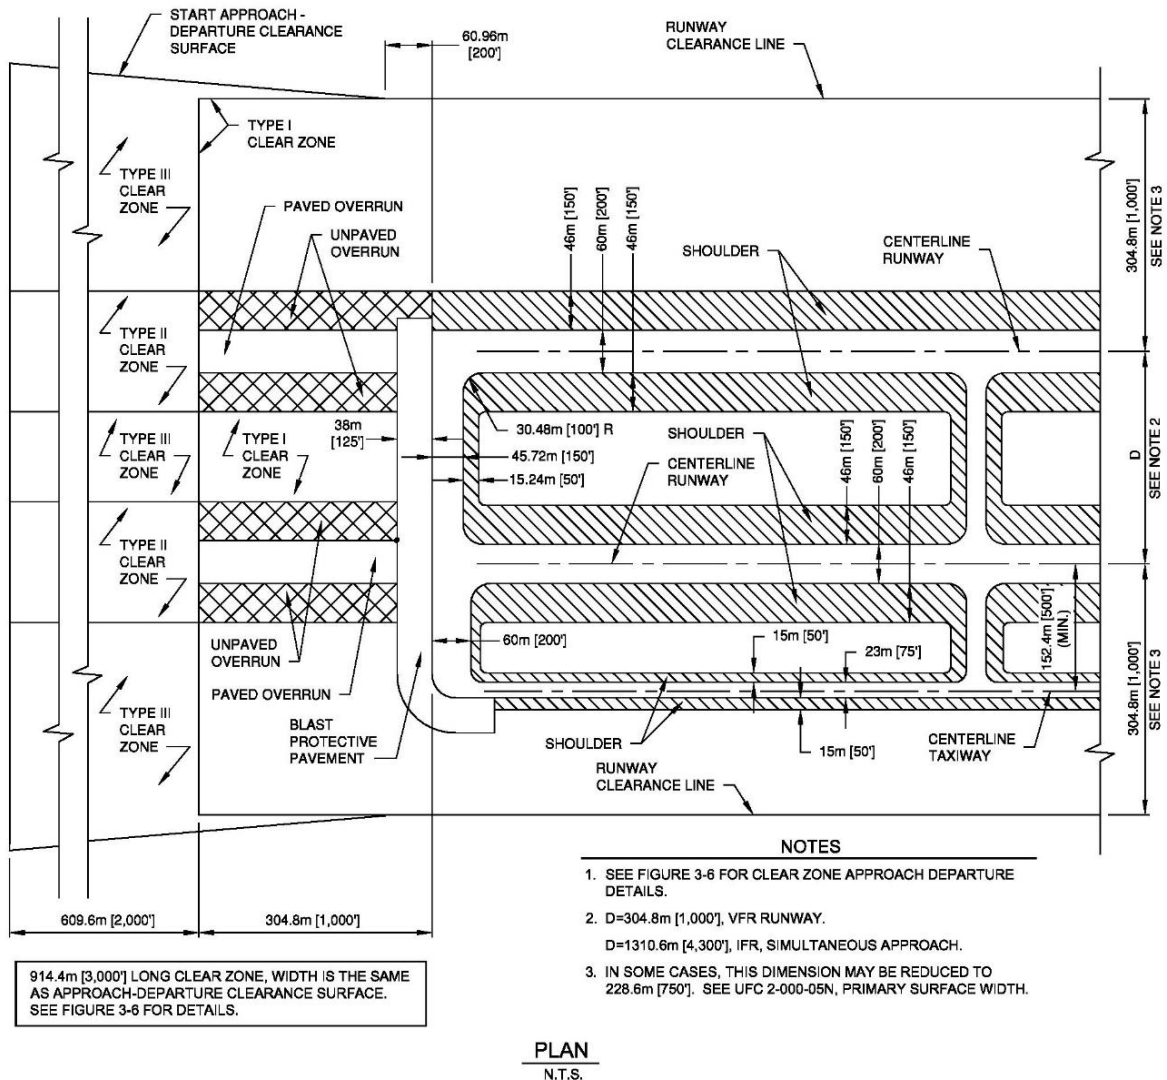 START APPROACH -
DEPARTURE CLEARANCE
SURFACE
60.96m
[200']
RUNWAY
CLEARANCE LINE
TYPE I
CLEAR ZONE
TYPE III
CLEAR
ZONE
PAVED OVERRUN
UNPAVED
OVERRUN
46m [150']
60m [200']
46m [150']
SHOULDER
CENTERLINE
RUNWAY
304.8m [1,000']
SEE NOTE 3
TYPE II
CLEAR
ZONE
38m
[125']
30.48m [100'] R
45.72m [150']
15.24m [50']
SHOULDER
CENTERLINE
RUNWAY
46m [150']
60m [200']
46m [150']
D
SEE NOTE 2
TYPE III
CLEAR
ZONE
TYPE I
CLEAR
ZONE
TYPE II
CLEAR
ZONE
UNPAVED
OVERRUN
PAVED OVERRUN
60m [200']
15m [50']
23m [75']
152.4m [500']
(MIN.)
304.8m [1,000']
SEE NOTE 3
TYPE III
CLEAR
ZONE
BLAST
PROTECTIVE
PAVEMENT
SHOULDER
15m [50']
CENTERLINE
TAXIWAY
RUNWAY
CLEARANCE LINE
609.6m [2,000']
304.8m [1,000']
914.4m [3,000'] LONG CLEAR ZONE, WIDTH IS THE SAME
AS APPROACH-DEPARTURE CLEARANCE SURFACE.
SEE FIGURE 3-6 FOR DETAILS.
NOTES
1. SEE FIGURE 3-6 FOR CLEAR ZONE APPROACH DEPARTURE
DETAILS.
2. D=304.8m [1,000'], VFR RUNWAY.
D=1310.6m [4,300'], IFR, SIMULTANEOUS APPROACH.
3. IN SOME CASES, THIS DIMENSION MAY BE REDUCED TO
228.6m [750']. SEE UFC 2-000-05N, PRIMARY SURFACE WIDTH.
PLAN
N.T.S.